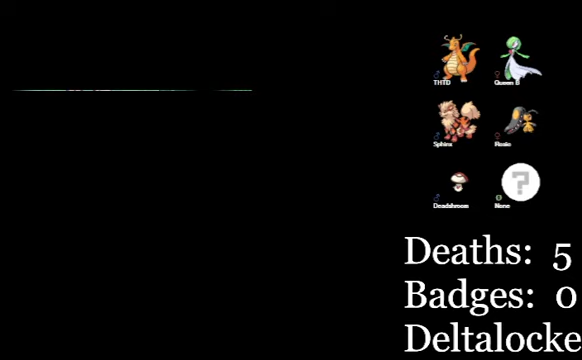 THTD Queen B
Sphinx Rosie
Deadshroom None
Deaths: 5
Badges: 0
Deltalocke